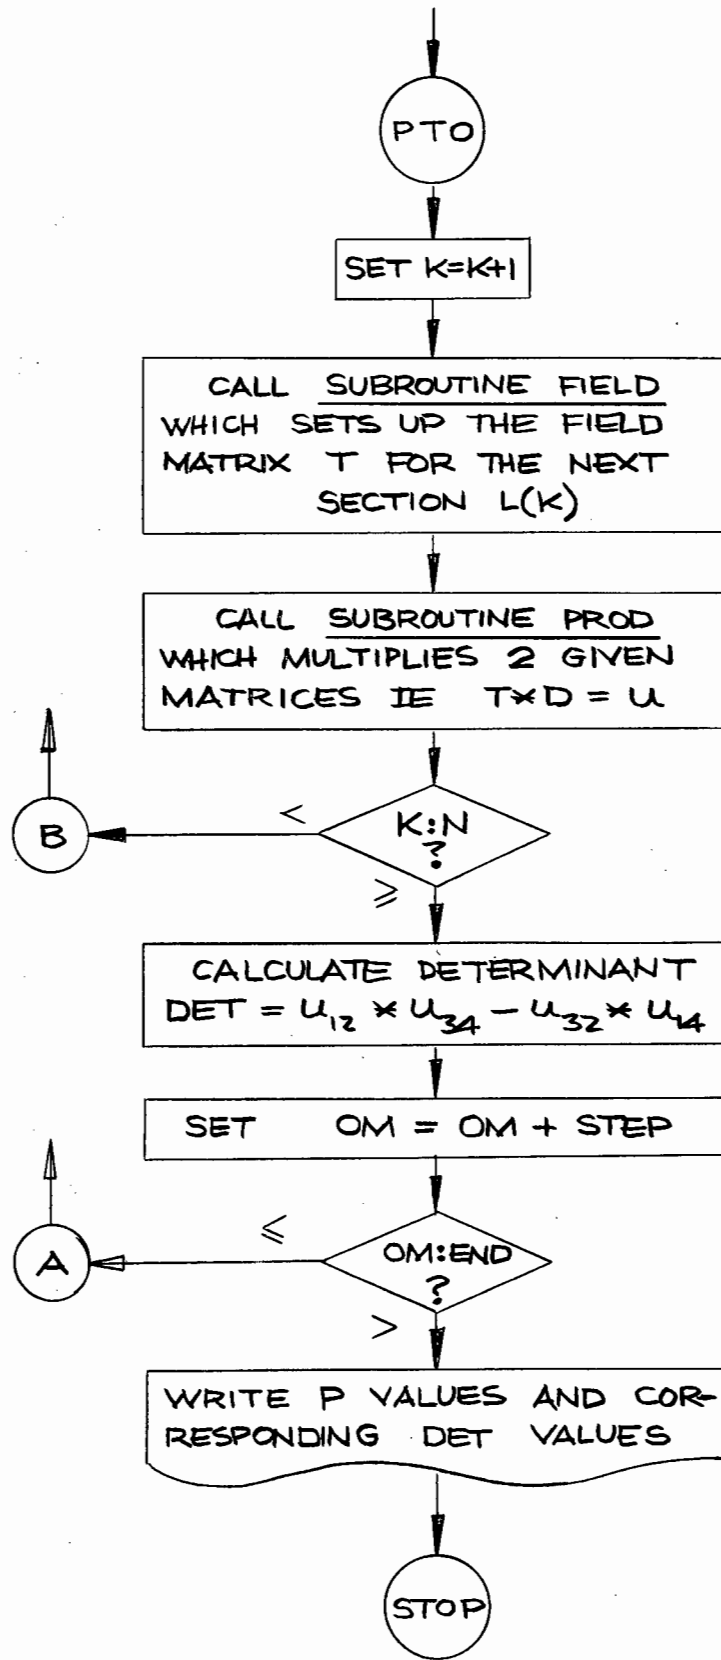 PTO
SET K=K+1
CALL SUBROUTINE FIELD
WHICH SETS UP THE FIELD
MATRIX T FOR THE NEXT
SECTION L(K)
CALL SUBROUTINE PROD
WHICH MULTIPLIES 2 GIVEN
MATRICES IE T*D = U
K:N
?
<
B
≥
CALCULATE DETERMINANT
DET = U₁₂ * U₃₄ - U₃₂ * U₁₄
SET OM = OM + STEP
OM:END
?
≤
A
>
WRITE P VALUES AND COR-
RESPONDING DET VALUES
STOP